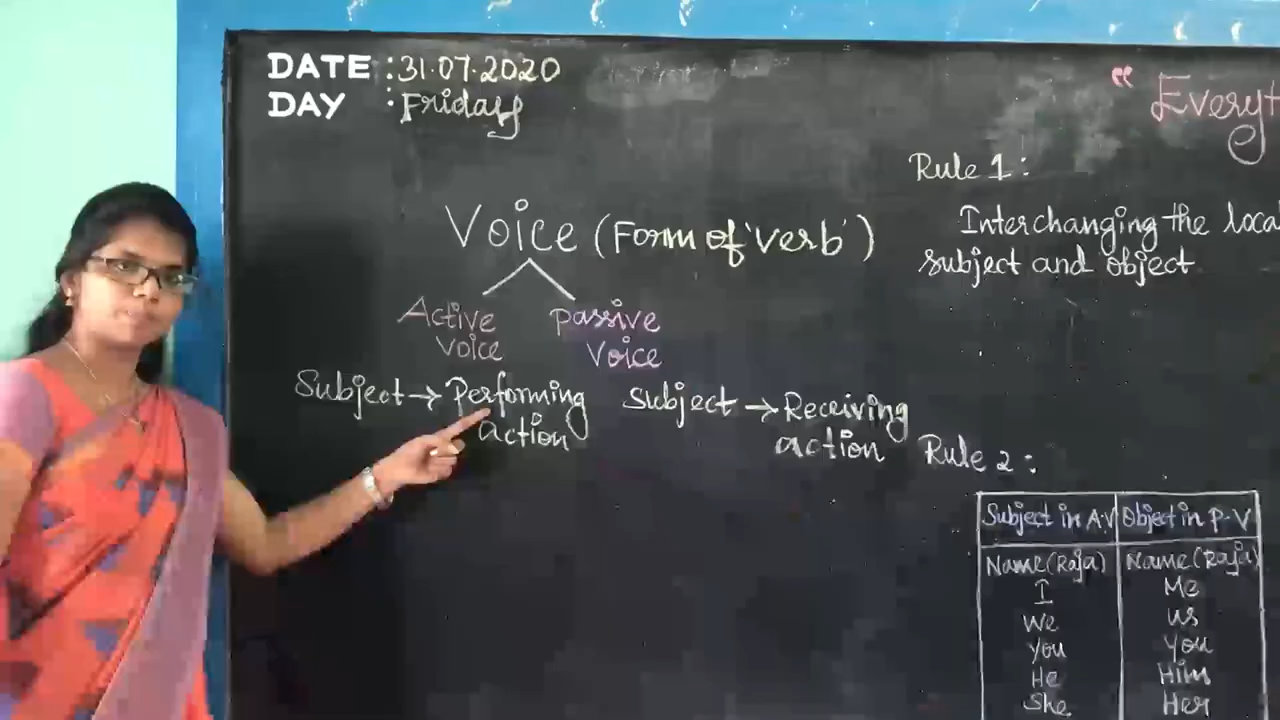 DATE : 31.07.2020
DAY : Friday
Voice (Form of 'Verb')
Active Voice
Passive Voice
Subject → Performing action
Subject → Receiving action
"
Rule 1 :
Interchanging the
subject and object
Rule 2 :
Subject in A.V Object in P.V
Name (Raja) Name (Raja)
I Me
We us
you you
He Him
She Her